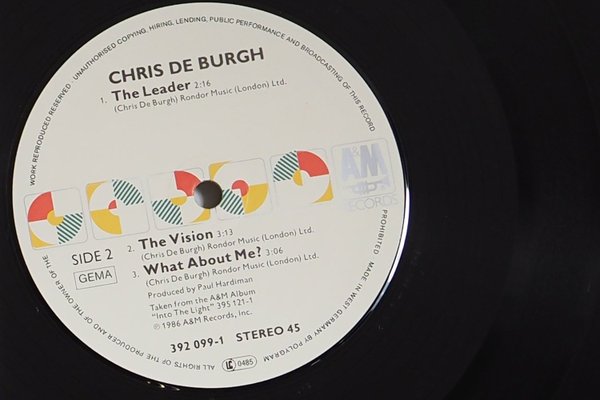 WORK REPRODUCED RESERVED - UNAUTHORISED COPYING, HIRING, LENDING, PUBLIC PERFORMANCE AND BROADCASTING OF THIS RECORD
PROHIBITED - MADE IN WEST GERMANY BY POLYGRAM
ALL RIGHTS OF THE PRODUCER AND OF THE OWNER OF THE
CHRIS DE BURGH
1. The Leader 2:16
(Chris De Burgh) Rondor Music (London) Ltd.
A&M
RECORDS
SIDE 2
GEMA
2. The Vision 3:13
(Chris De Burgh) Rondor Music (London) Ltd.
3. What About Me? 3:06
(Chris De Burgh) Rondor Music (London) Ltd.
Produced by Paul Hardiman
Taken from the A&M Album
"Into The Light" 395 121-1
℗ 1986 A&M Records, Inc.
392 099-1 STEREO 45
LC 0485